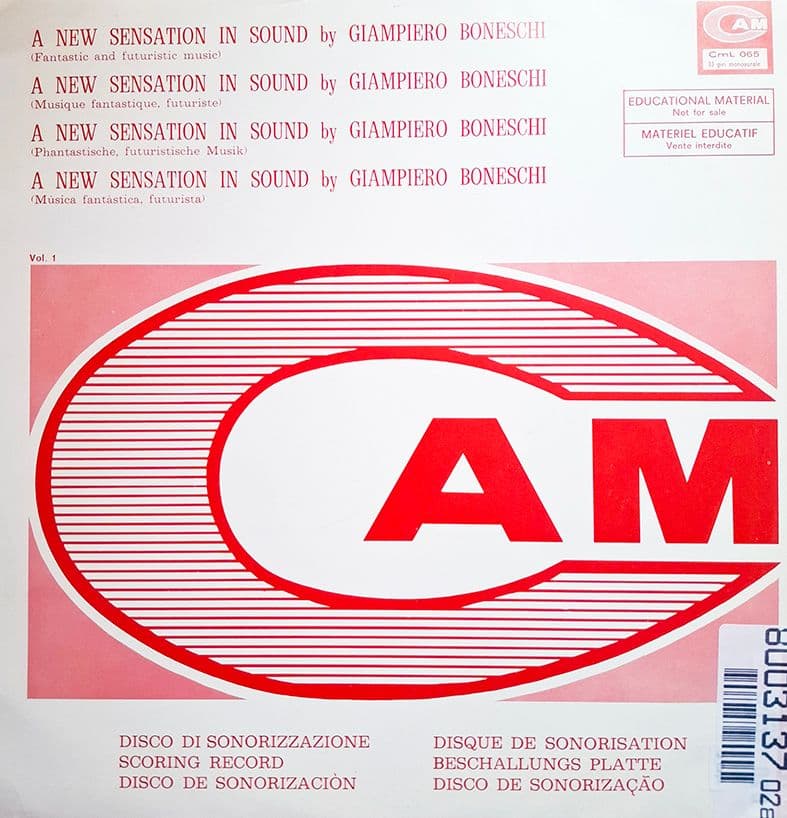 A NEW SENSATION IN SOUND by GIAMPIERO BONESCHI
(Fantastic and futuristic music)
A NEW SENSATION IN SOUND by GIAMPIERO BONESCHI
(Musique fantastique, futuriste)
A NEW SENSATION IN SOUND by GIAMPIERO BONESCHI
(Phantastische, futuristische Musik)
A NEW SENSATION IN SOUND by GIAMPIERO BONESCHI
(Mùsica fantàstica, futurista)
CAM
CmL 065
33 giri monoaurale
EDUCATIONAL MATERIAL
Not for sale
MATERIEL EDUCATIF
Vente interdite
Vol. 1
CAM
DISCO DI SONORIZZAZIONE
SCORING RECORD
DISCO DE SONORIZACIÒN
DISQUE DE SONORISATION
BESCHALLUNGS PLATTE
DISCO DE SONORIZAÇÃO
8003137